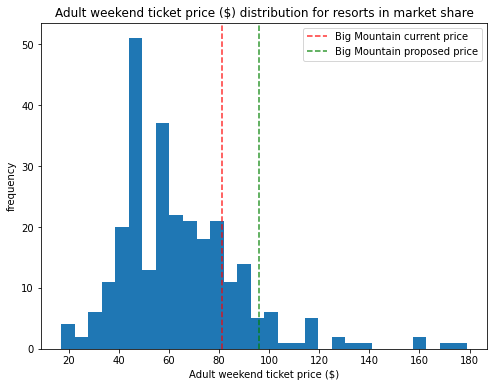 Adult weekend ticket price ($) distribution for resorts in market share
Big Mountain current price
Big Mountain proposed price
50
40
30
20
10
0
frequency
20 40 60 80 100 120 140 160 180
Adult weekend ticket price ($)